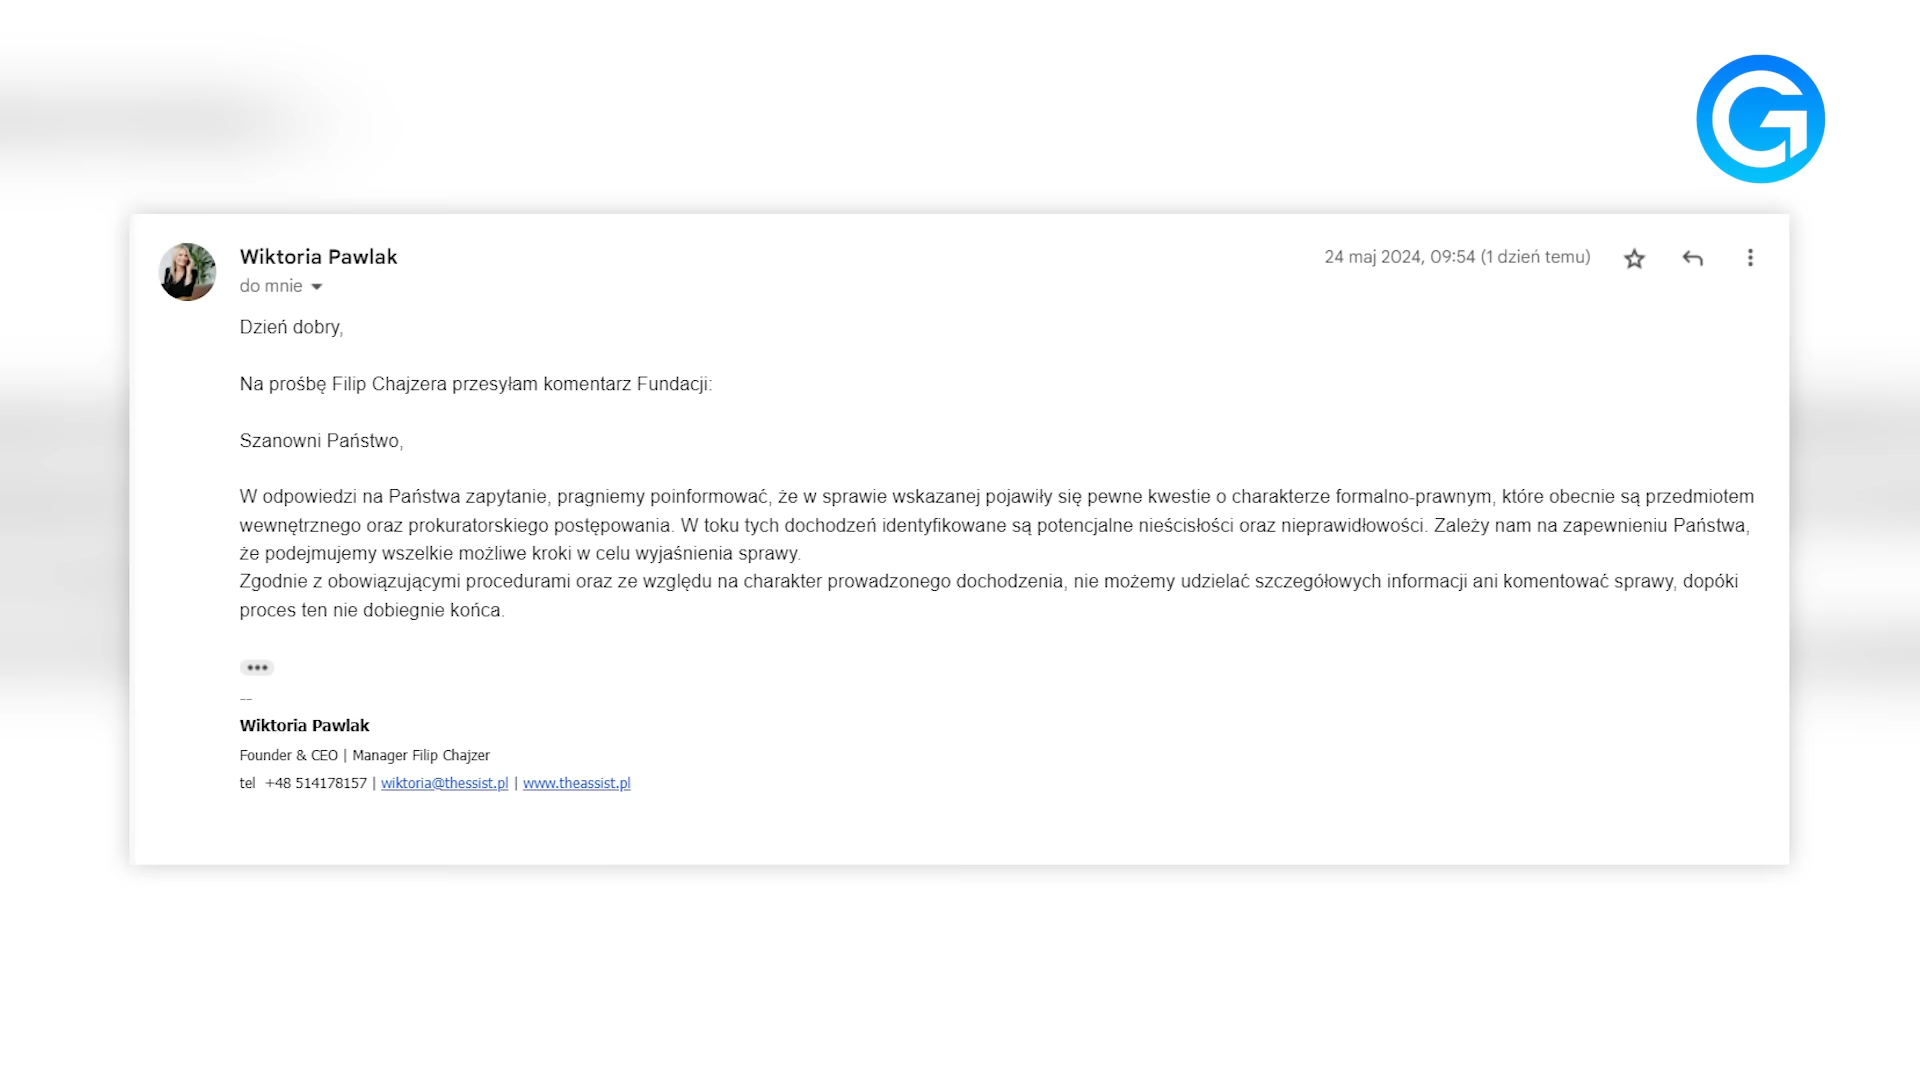 Wiktoria Pawlak
24 maj 2024, 09:54 (1 dzień temu)
do mnie
Dzień dobry,
Na prośbę Filip Chajzera przesyłam komentarz Fundacji:
Szanowni Państwo,
W odpowiedzi na Państwa zapytanie, pragniemy poinformować, że w sprawie wskazanej pojawiły się pewne kwestie o charakterze formalno-prawnym, które obecnie są przedmiotem
wewnętrznego oraz prokuratorskiego postępowania. W toku tych dochodzeń identyfikowane są potencjalne nieścisłości oraz nieprawidłowości. Zależy nam na zapewnieniu Państwa,
że podejmujemy wszelkie możliwe kroki w celu wyjaśnienia sprawy.
Zgodnie z obowiązującymi procedurami oraz ze względu na charakter prowadzonego dochodzenia, nie możemy udzielać szczegółowych informacji ani komentować sprawy, dopóki
proces ten nie dobiegnie końca.
--
Wiktoria Pawlak
Founder & CEO | Manager Filip Chajzer
tel +48 514178157 | wiktoria@thessist.pl | www.theassist.pl